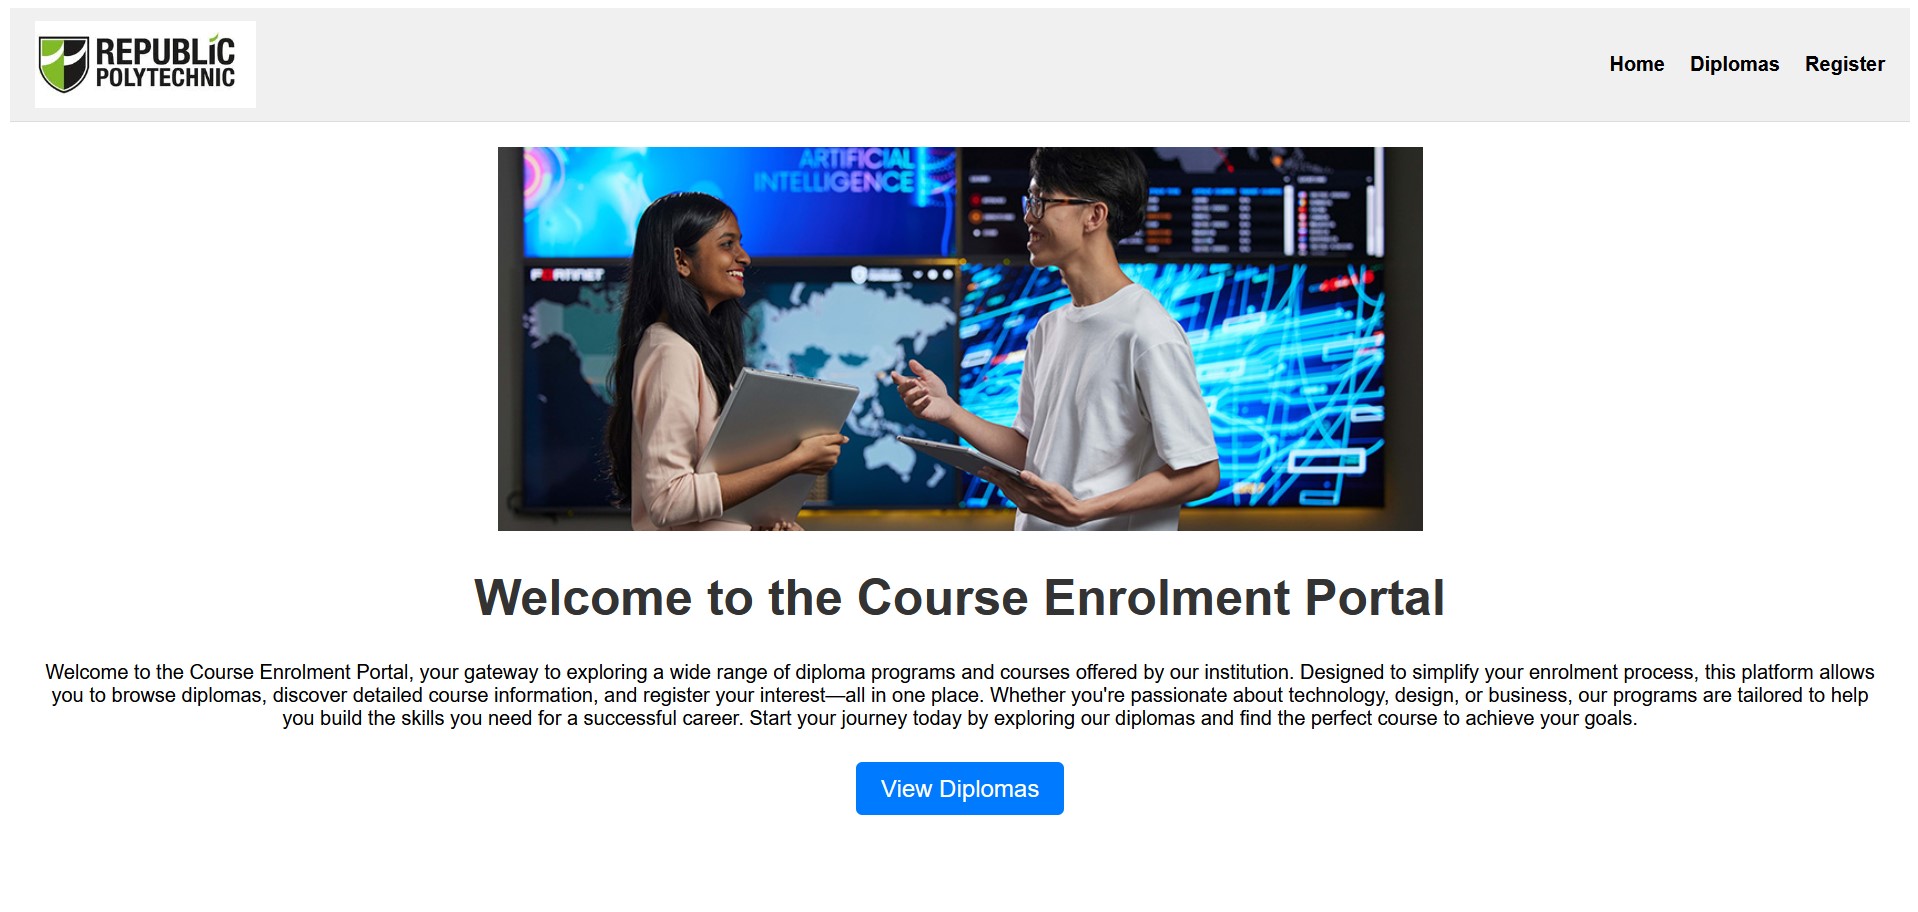 REPUBLIC
POLYTECHNIC
Home Diplomas Register
ARTIFICIAL
INTELLIGENCE
Welcome to the Course Enrolment Portal
Welcome to the Course Enrolment Portal, your gateway to exploring a wide range of diploma programs and courses offered by our institution. Designed to simplify your enrolment process, this platform allows
you to browse diplomas, discover detailed course information, and register your interest—all in one place. Whether you're passionate about technology, design, or business, our programs are tailored to help
you build the skills you need for a successful career. Start your journey today by exploring our diplomas and find the perfect course to achieve your goals.
View Diplomas